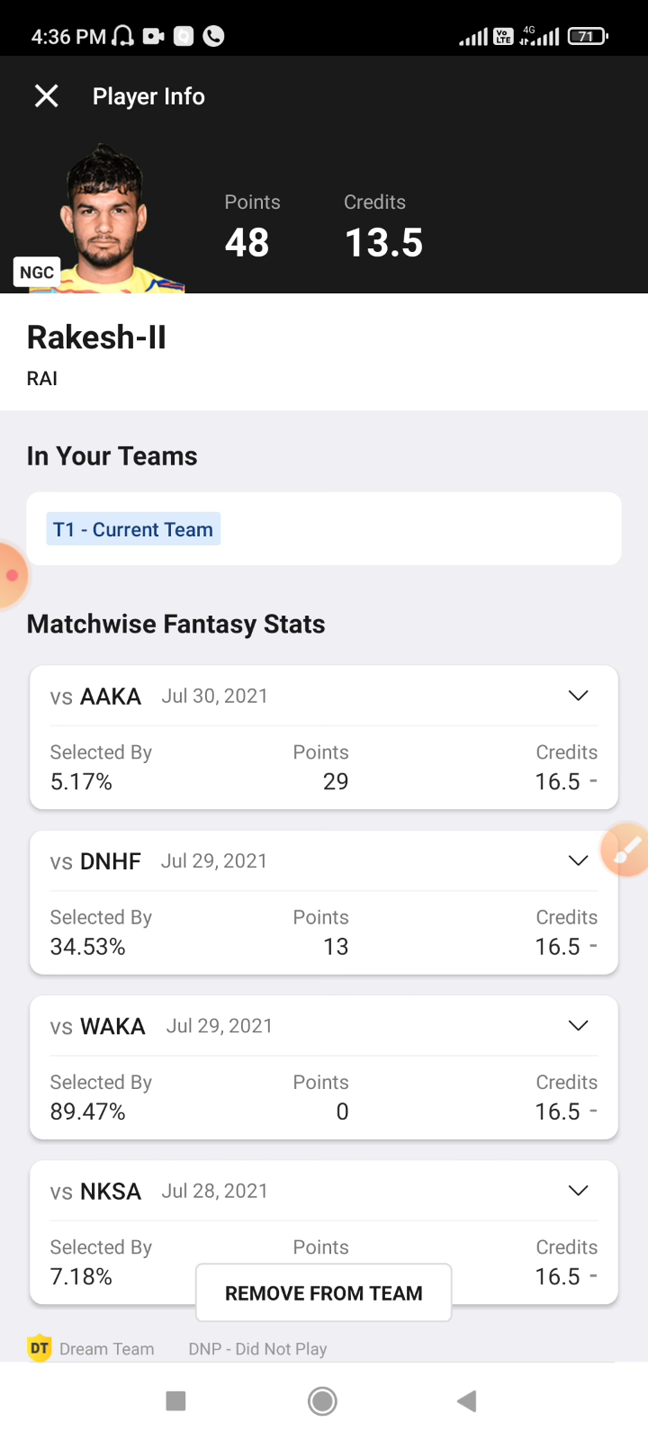 4:36 PM Vo LTE 4G 71
Player Info
Points Credits
48 13.5
NGC
Rakesh-II
RAI
In Your Teams
T1 - Current Team
Matchwise Fantasy Stats
vs AAKA Jul 30, 2021
Selected By Points Credits
5.17% 29 16.5 -
vs DNHF Jul 29, 2021
Selected By Points Credits
34.53% 13 16.5 -
vs WAKA Jul 29, 2021
Selected By Points Credits
89.47% 0 16.5 -
vs NKSA Jul 28, 2021
Selected By Points Credits
7.18% 16.5 -
REMOVE FROM TEAM
DT Dream Team DNP - Did Not Play